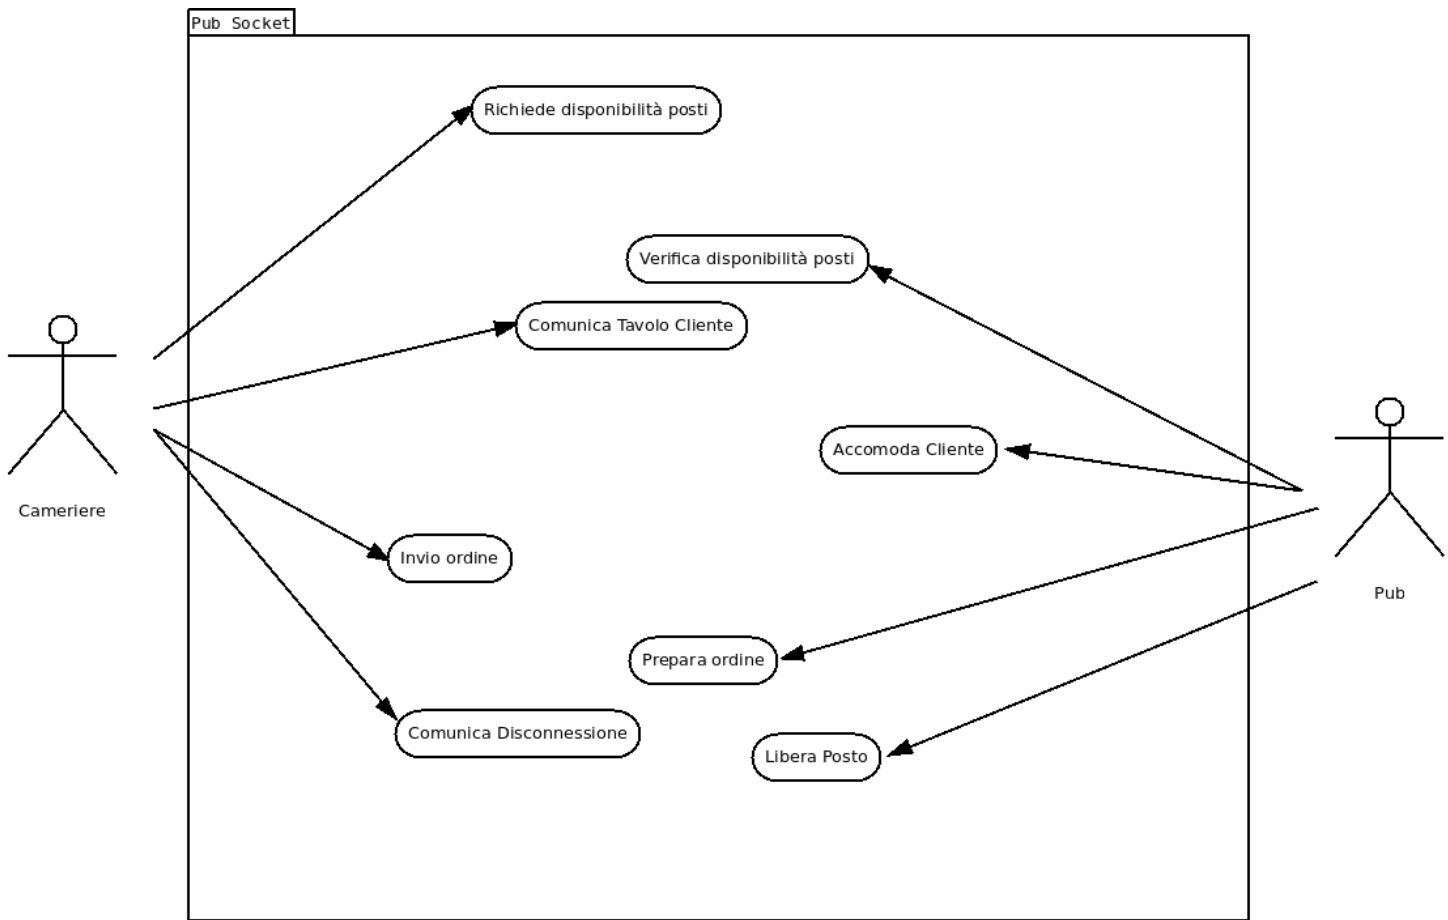 Pub Socket
Richiede disponibilità posti
Verifica disponibilità posti
Comunica Tavolo Cliente
Accomoda Cliente
Cameriere
Invio ordine
Pub
Prepara ordine
Comunica Disconnessione
Libera Posto